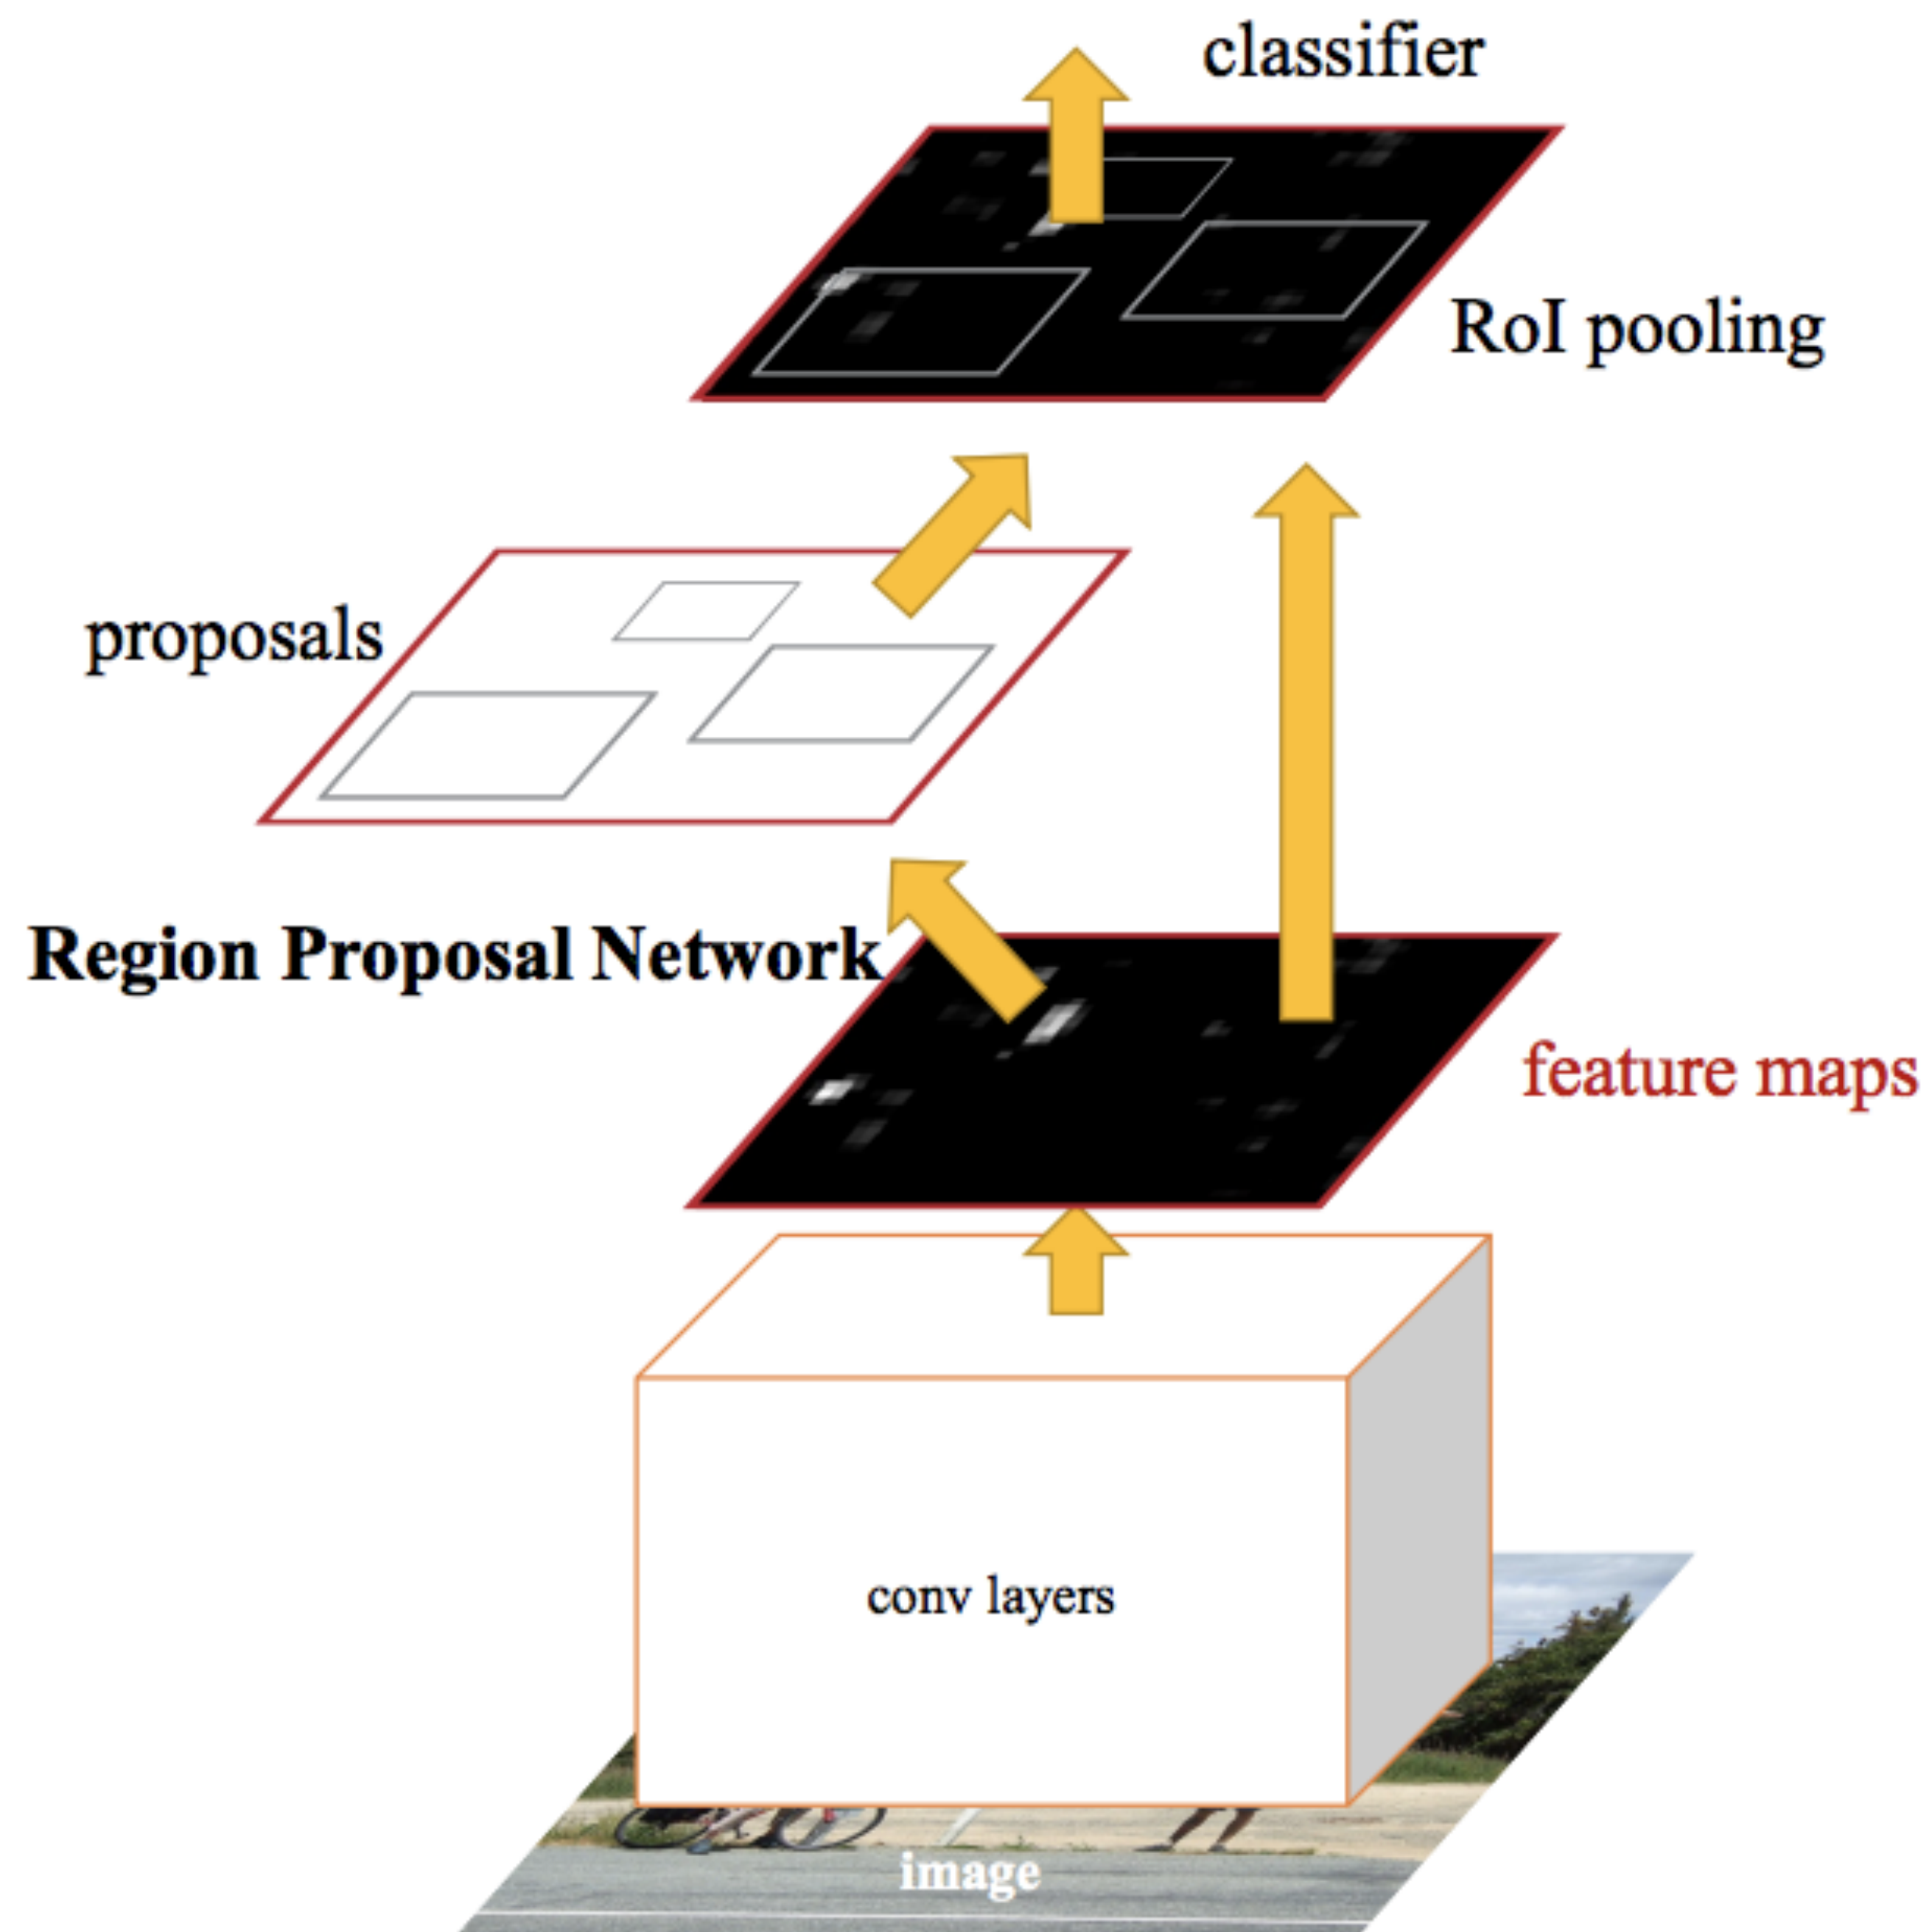 classifier
RoI pooling
proposals
Region Proposal Network
feature maps
conv layers
image